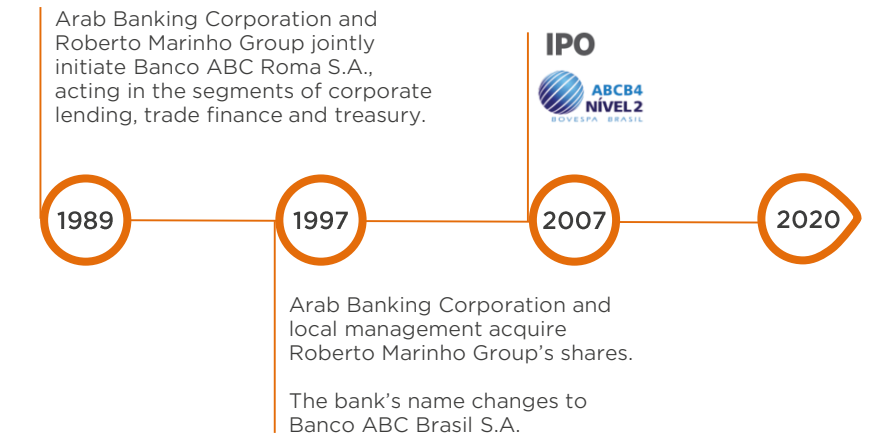 Arab Banking Corporation and
Roberto Marinho Group jointly
initiate Banco ABC Roma S.A.,
acting in the segments of corporate
lending, trade finance and treasury.
IPO
ABCB4
NÍVEL 2
BOVESPA BRASIL
1989
1997
2007
2020
Arab Banking Corporation and
local management acquire
Roberto Marinho Group’s shares.
The bank’s name changes to
Banco ABC Brasil S.A.